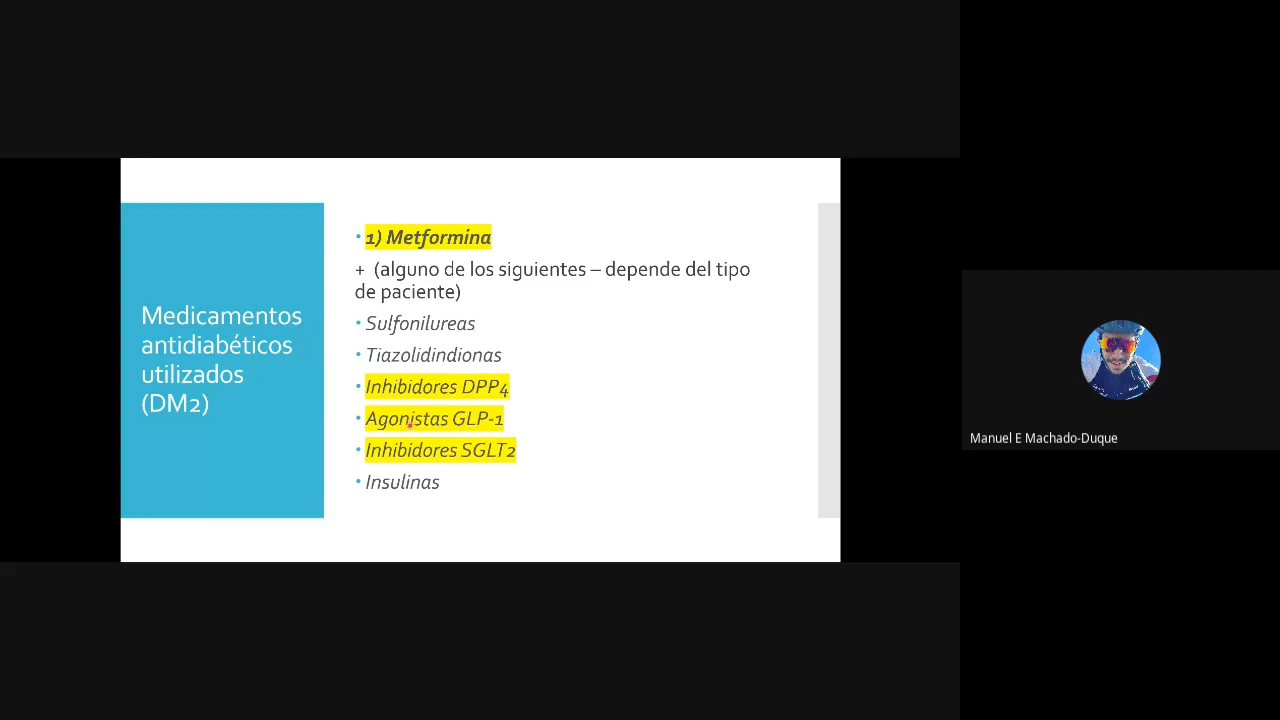 Medicamentos
antidiabéticos
utilizados
(DM2)
• 1) Metformina
+ (alguno de los siguientes – depende del tipo
de paciente)
• Sulfonilureas
• Tiazolidindionas
• Inhibidores DPP4
• Agonistas GLP-1
• Inhibidores SGLT2
• Insulinas
Manuel E Machado-Duque